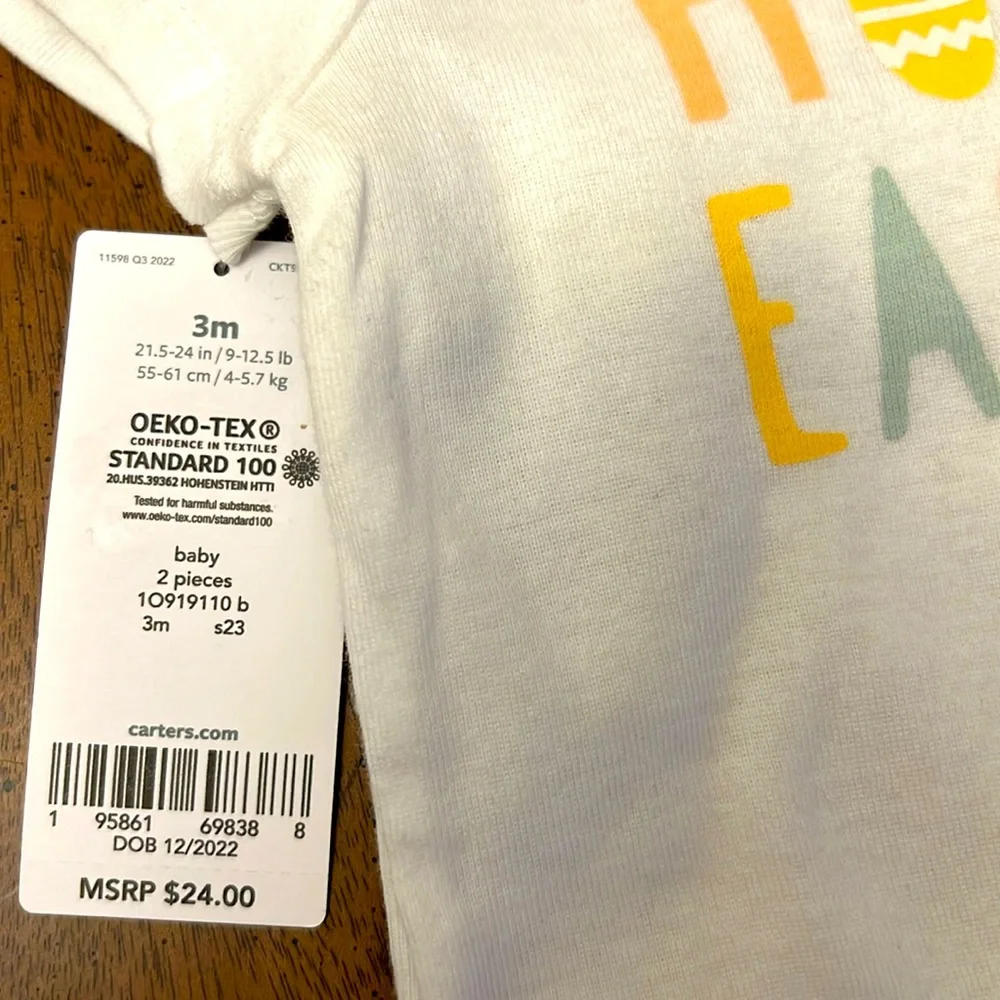 11598 Q3 2022 CKT9
3m
21.5-24 in / 9-12.5 lb
55-61 cm / 4-5.7 kg
OEKO-TEX®
CONFIDENCE IN TEXTILES
STANDARD 100
20.HUS.39362 HOHENSTEIN HTTI
Tested for harmful substances.
www.oeko-tex.com/standard100
baby
2 pieces
1O919110 b
3m s23
carters.com
1 95861 69838 8
DOB 12/2022
MSRP $24.00
H
EA